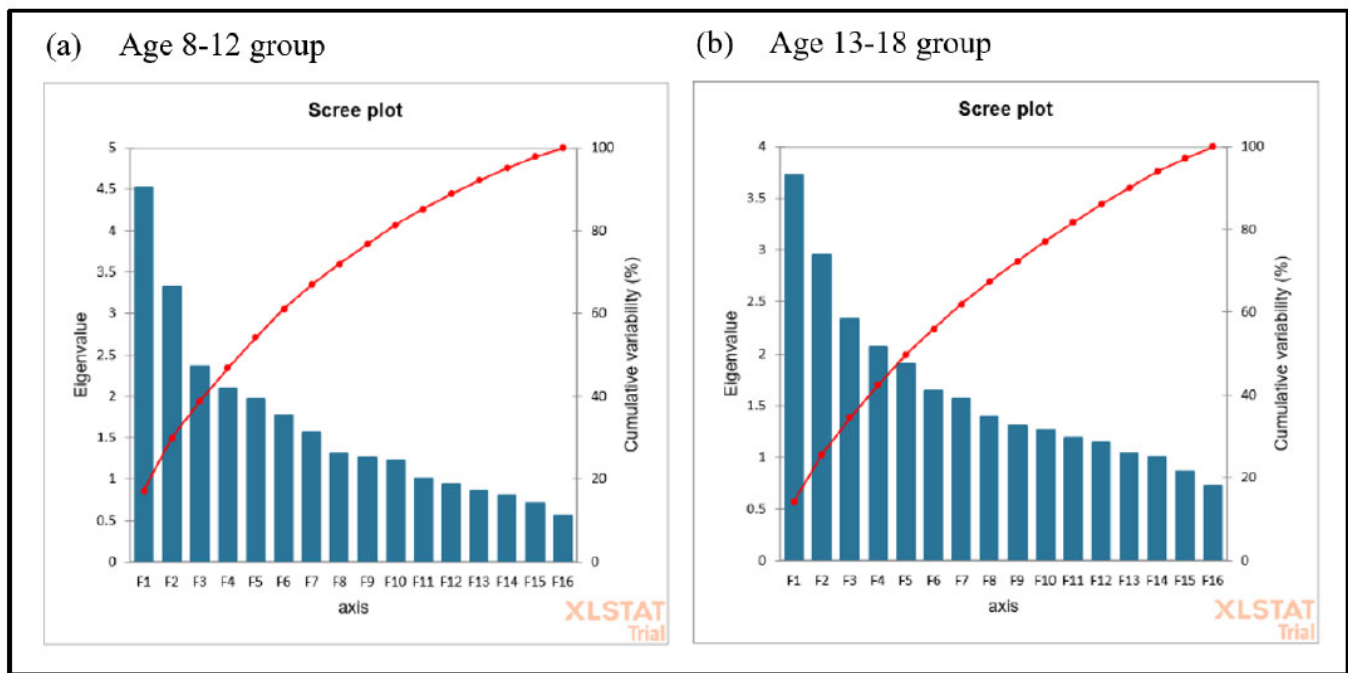 (a) Age 8-12 group
Scree plot
5
4.5
4
3.5
3
2.5
2
1.5
1
0.5
0
Eigenvalue
100
80
60
40
20
0
Cumulative variability (%)
F1 F2 F3 F4 F5 F6 F7 F8 F9 F10 F11 F12 F13 F14 F15 F16
axis
XLSTAT
Trial
(b) Age 13-18 group
Scree plot
4
3.5
3
2.5
2
1.5
1
0.5
0
Eigenvalue
100
80
60
40
20
0
Cumulative variability (%)
F1 F2 F3 F4 F5 F6 F7 F8 F9 F10 F11 F12 F13 F14 F15 F16
axis
XLSTAT
Trial